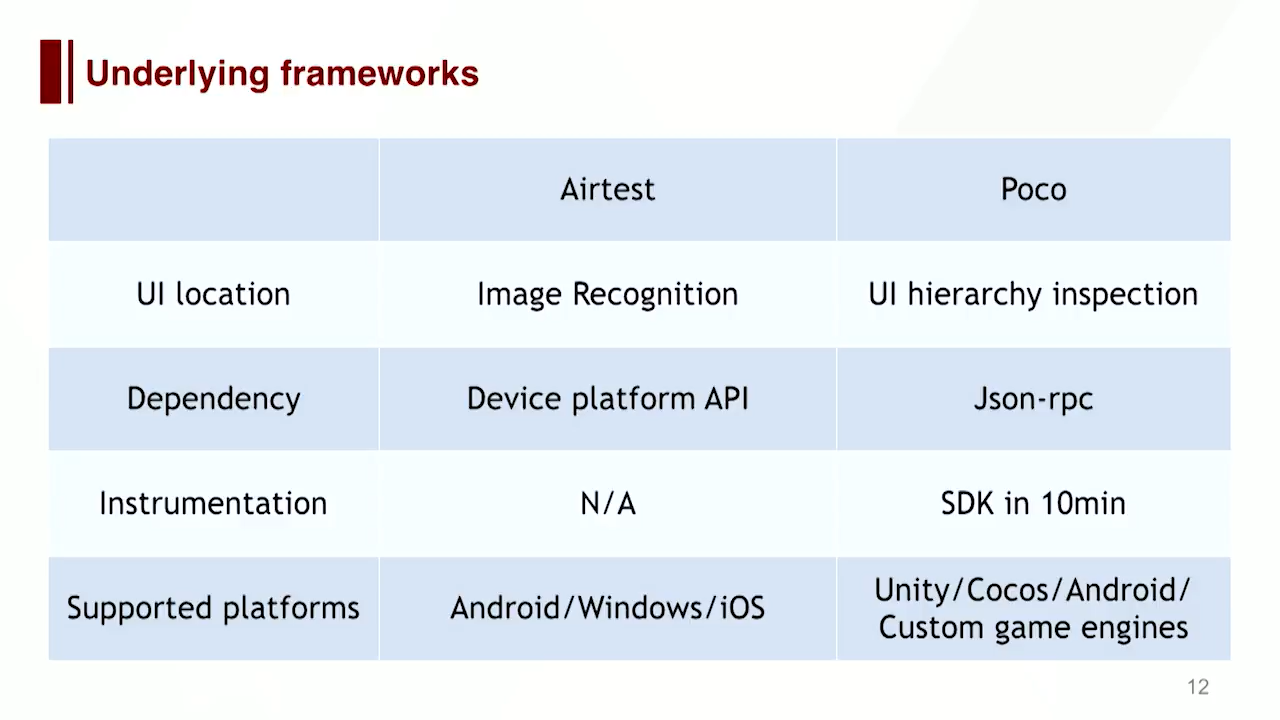 Underlying frameworks
Airtest Poco
UI location Image Recognition UI hierarchy inspection
Dependency Device platform API Json-rpc
Instrumentation N/A SDK in 10min
Supported platforms Android/Windows/iOS Unity/Cocos/Android/
Custom game engines
12